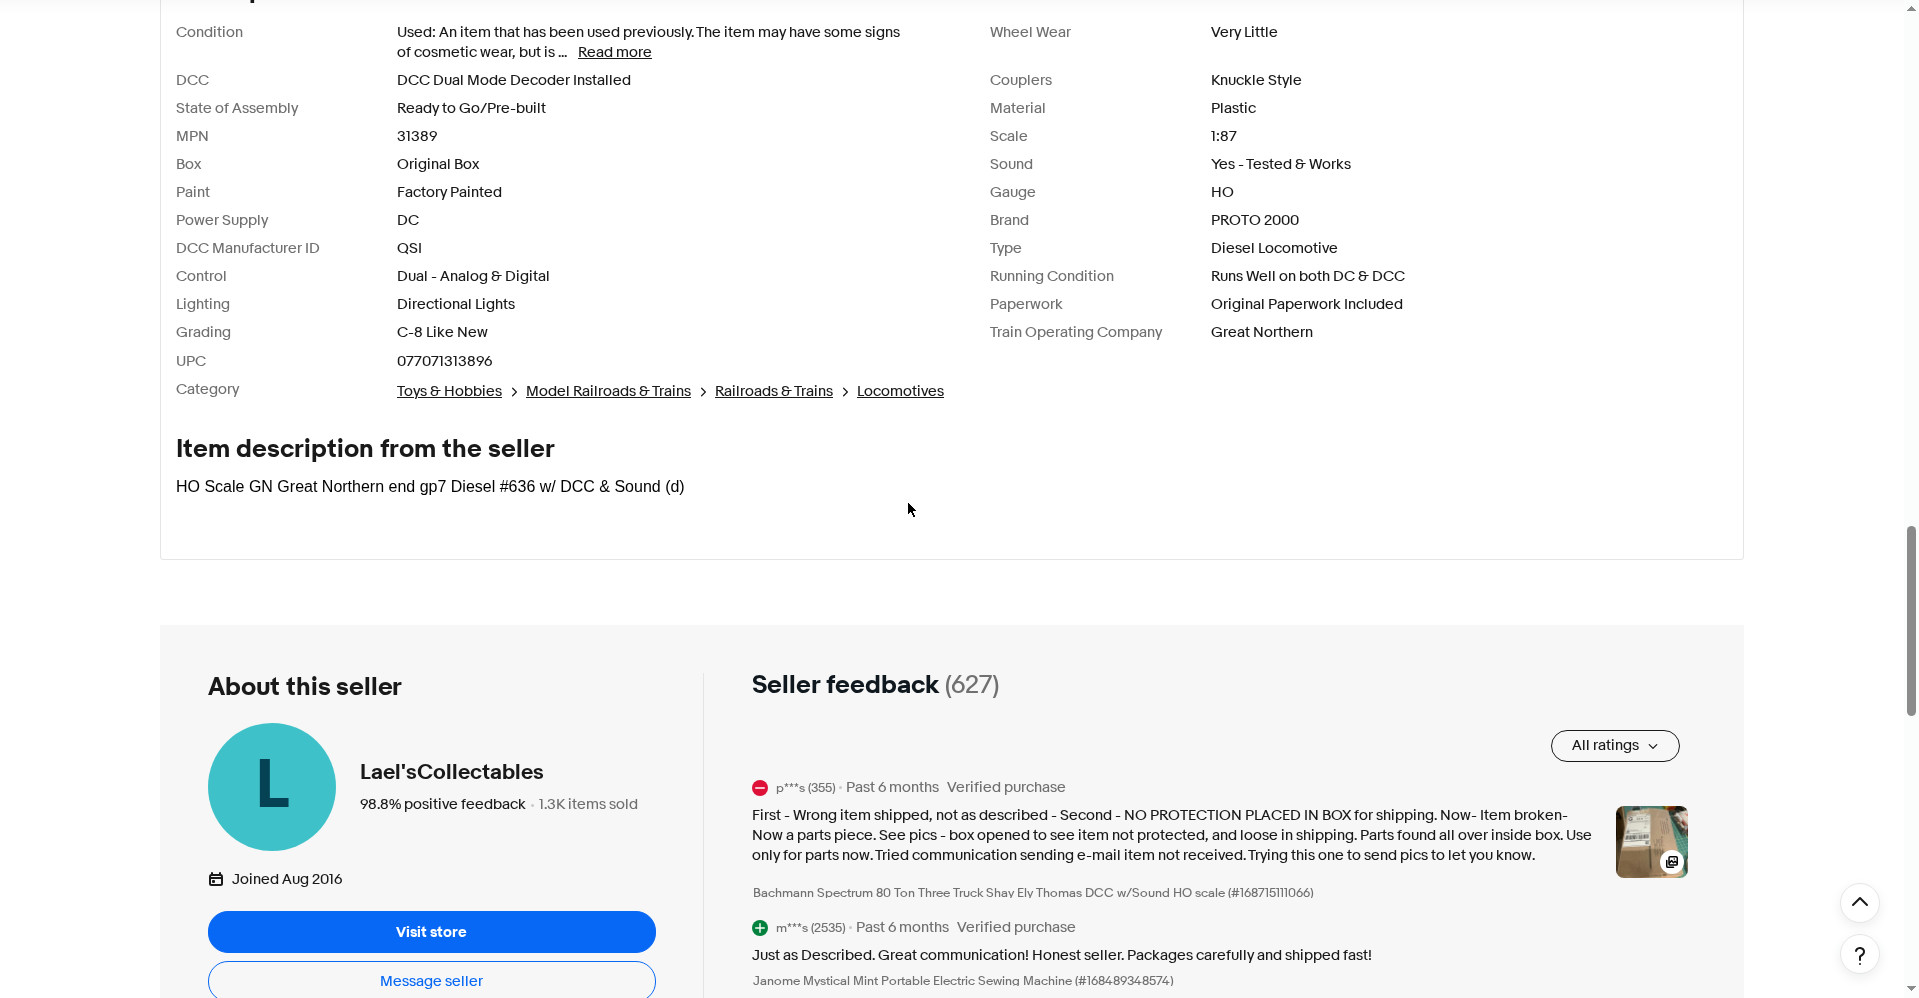 Condition
Used: An item that has been used previously. The item may have some signs
of cosmetic wear, but is ... Read more
Wheel Wear
Very Little
DCC
DCC Dual Mode Decoder Installed
Couplers
Knuckle Style
State of Assembly
Ready to Go/Pre-built
Material
Plastic
MPN
31389
Scale
1:87
Box
Original Box
Sound
Yes - Tested & Works
Paint
Factory Painted
Gauge
HO
Power Supply
DC
Brand
PROTO 2000
DCC Manufacturer ID
QSI
Type
Diesel Locomotive
Control
Dual - Analog & Digital
Running Condition
Runs Well on both DC & DCC
Lighting
Directional Lights
Paperwork
Original Paperwork Included
Grading
C-8 Like New
Train Operating Company
Great Northern
UPC
077071313896
Category
Toys & Hobbies > Model Railroads & Trains > Railroads & Trains > Locomotives
Item description from the seller
HO Scale GN Great Northern end gp7 Diesel #636 w/ DCC & Sound (d)
About this seller
L
Lael'sCollectables
98.8% positive feedback • 1.3K items sold
Joined Aug 2016
Visit store
Message seller
Seller feedback (627)
All ratings
p***s (355) • Past 6 months Verified purchase
First - Wrong item shipped, not as described - Second - NO PROTECTION PLACED IN BOX for shipping. Now- Item broken-
Now a parts piece. See pics - box opened to see item not protected, and loose in shipping. Parts found all over inside box. Use
only for parts now. Tried communication sending e-mail item not received. Trying this one to send pics to let you know.
Bachmann Spectrum 80 Ton Three Truck Shay Ely Thomas DCC w/Sound HO scale (#168715111066)
m***s (2535) • Past 6 months Verified purchase
Just as Described. Great communication! Honest seller. Packages carefully and shipped fast!
Janome Mystical Mint Portable Electric Sewing Machine (#168489348574)
?